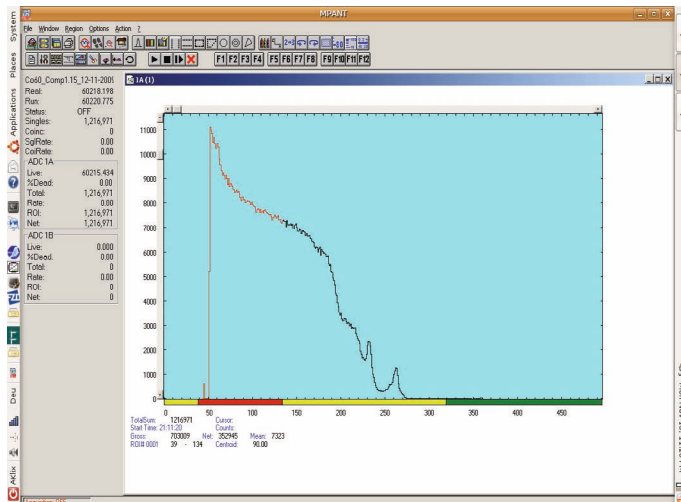 MPANT
File Window Region Options Action ?
F1 F2 F3 F4 F5 F6 F7 F8 F9 F10 F11 F12
System
Places
Applications
Deu
Aklix
Co60_Comp1.15_12-11-200
1A (1)
Real: 60218.198
Run: 60220.775
Status: OFF
Singles: 1,216,971
Coinc: 0
SglRate: 0.00
CoiRate: 0.00
ADC 1A
Live: 60215.434
%Dead: 0.00
Total: 1,216,971
Rate: 0.00
ROI: 1,216,971
Net: 1,216,971
ADC 1B
Live: 0.000
%Dead: 0.00
Total: 0
Rate: 0.00
ROI: 0
Net: 0
11000
10000
9000
8000
7000
6000
5000
4000
3000
2000
1000
0
0 50 100 150 200 250 300 350 400 450
TotalSum: 1216971 Cursor:
Start Time: 21:11:20 Counts:
Gross: 703009 Net: 352945 Mean: 7323
ROI# 0001 39 - 134 Centroid: 90.00